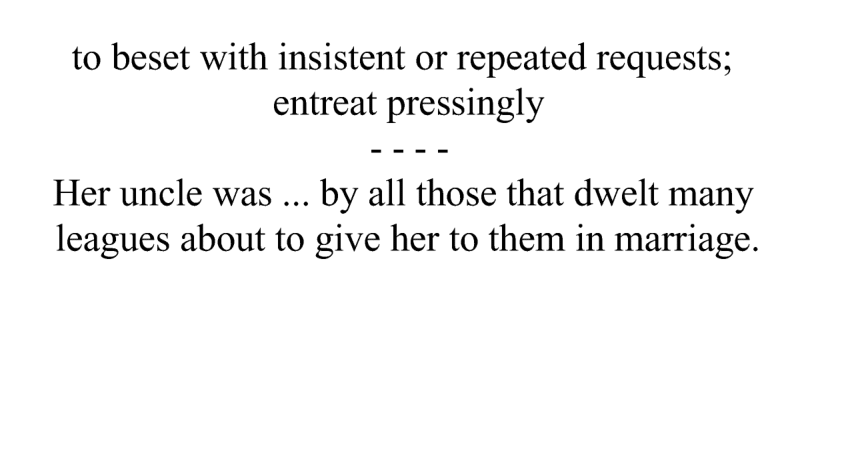 to beset with insistent or repeated requests;
entreat pressingly
- - - -
Her uncle was ... by all those that dwelt many
leagues about to give her to them in marriage.